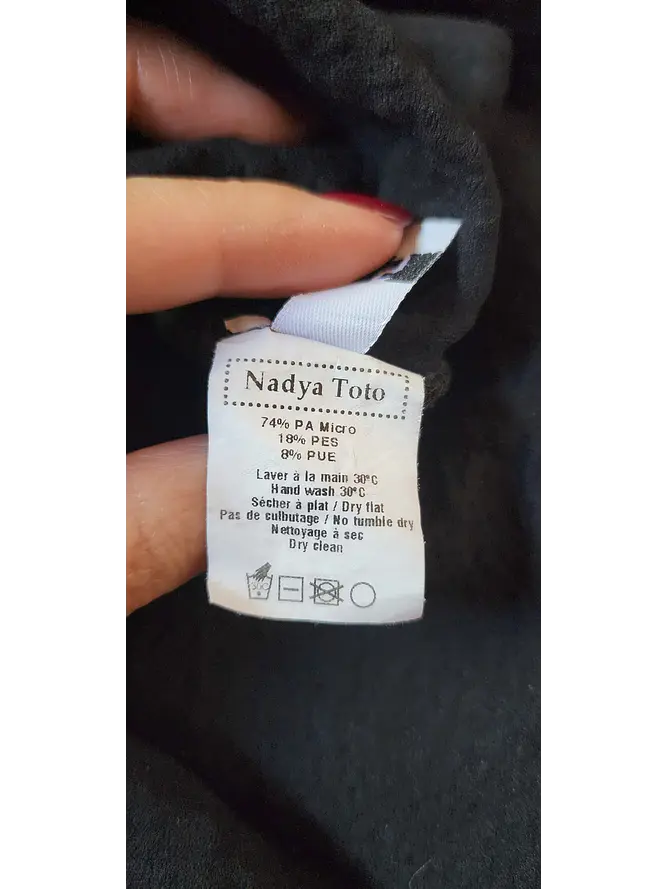 Nadya Toto
74% PA Micro
18% PES
8% PUE
Laver à la main 30°C
Hand wash 30°C
Sécher à plat / Dry flat
Pas de culbutage / No tumble dry
Nettoyage à sec
Dry clean
30C